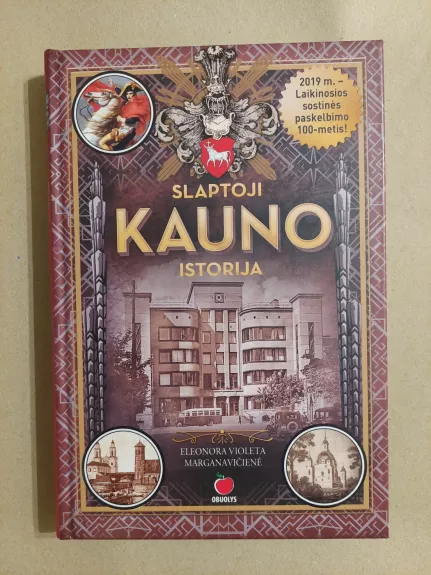 2019 m. –
Laikinosios
sostinės
paskelbimo
100-metis!
SLAPTOJI
KAUNO
ISTORIJA
ELEONORA VIOLETA
MARGANAVIČIENĖ
OBUOLYS